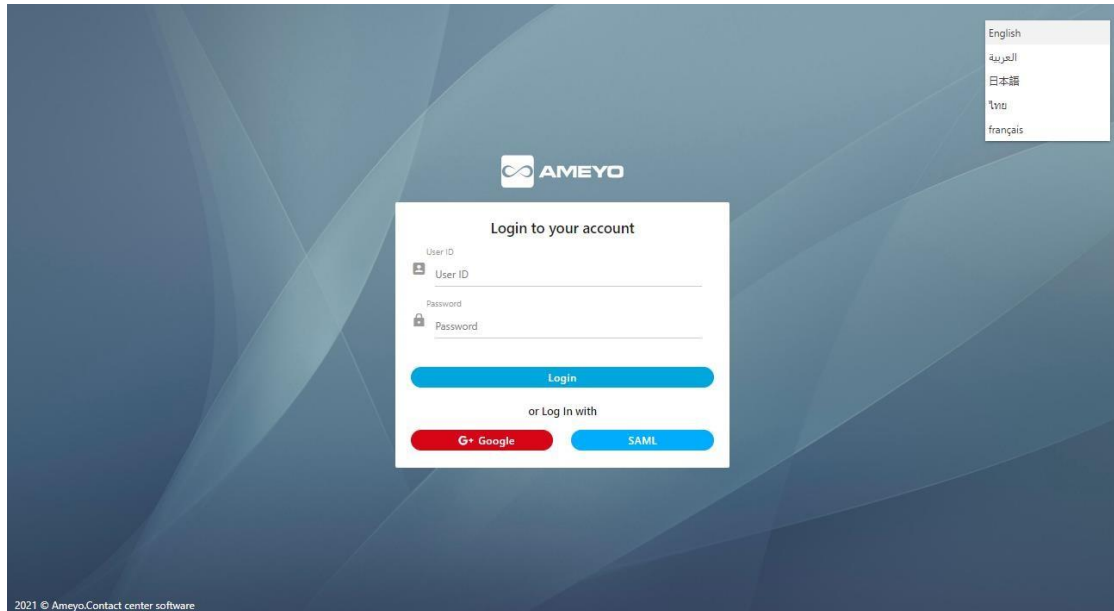 English
العربية
日本語
ไทย
français
AMEYO
Login to your account
User ID
User ID
Password
Password
Login
or Log In with
G+ Google
SAML
2021 © Ameyo.Contact center software